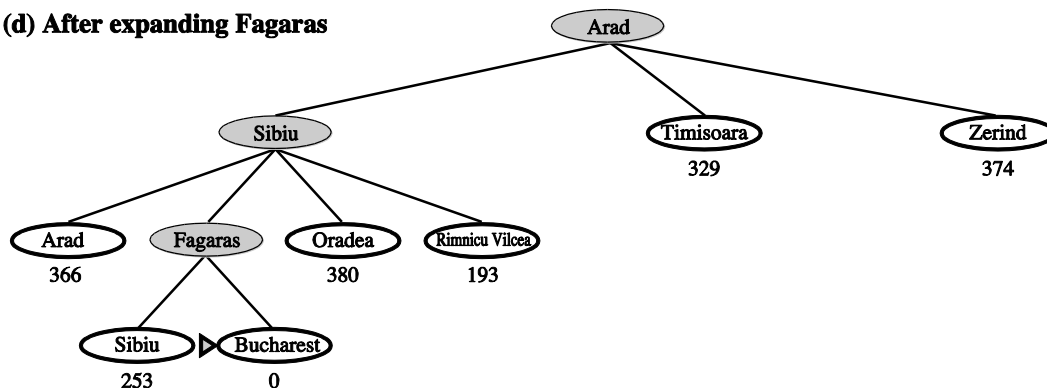 (d) After expanding Fagaras
Arad
Sibiu
Timisoara
Zerind
329
374
Arad
Fagaras
Oradea
Rimnicu Vilcea
366
380
193
Sibiu
Bucharest
253
0